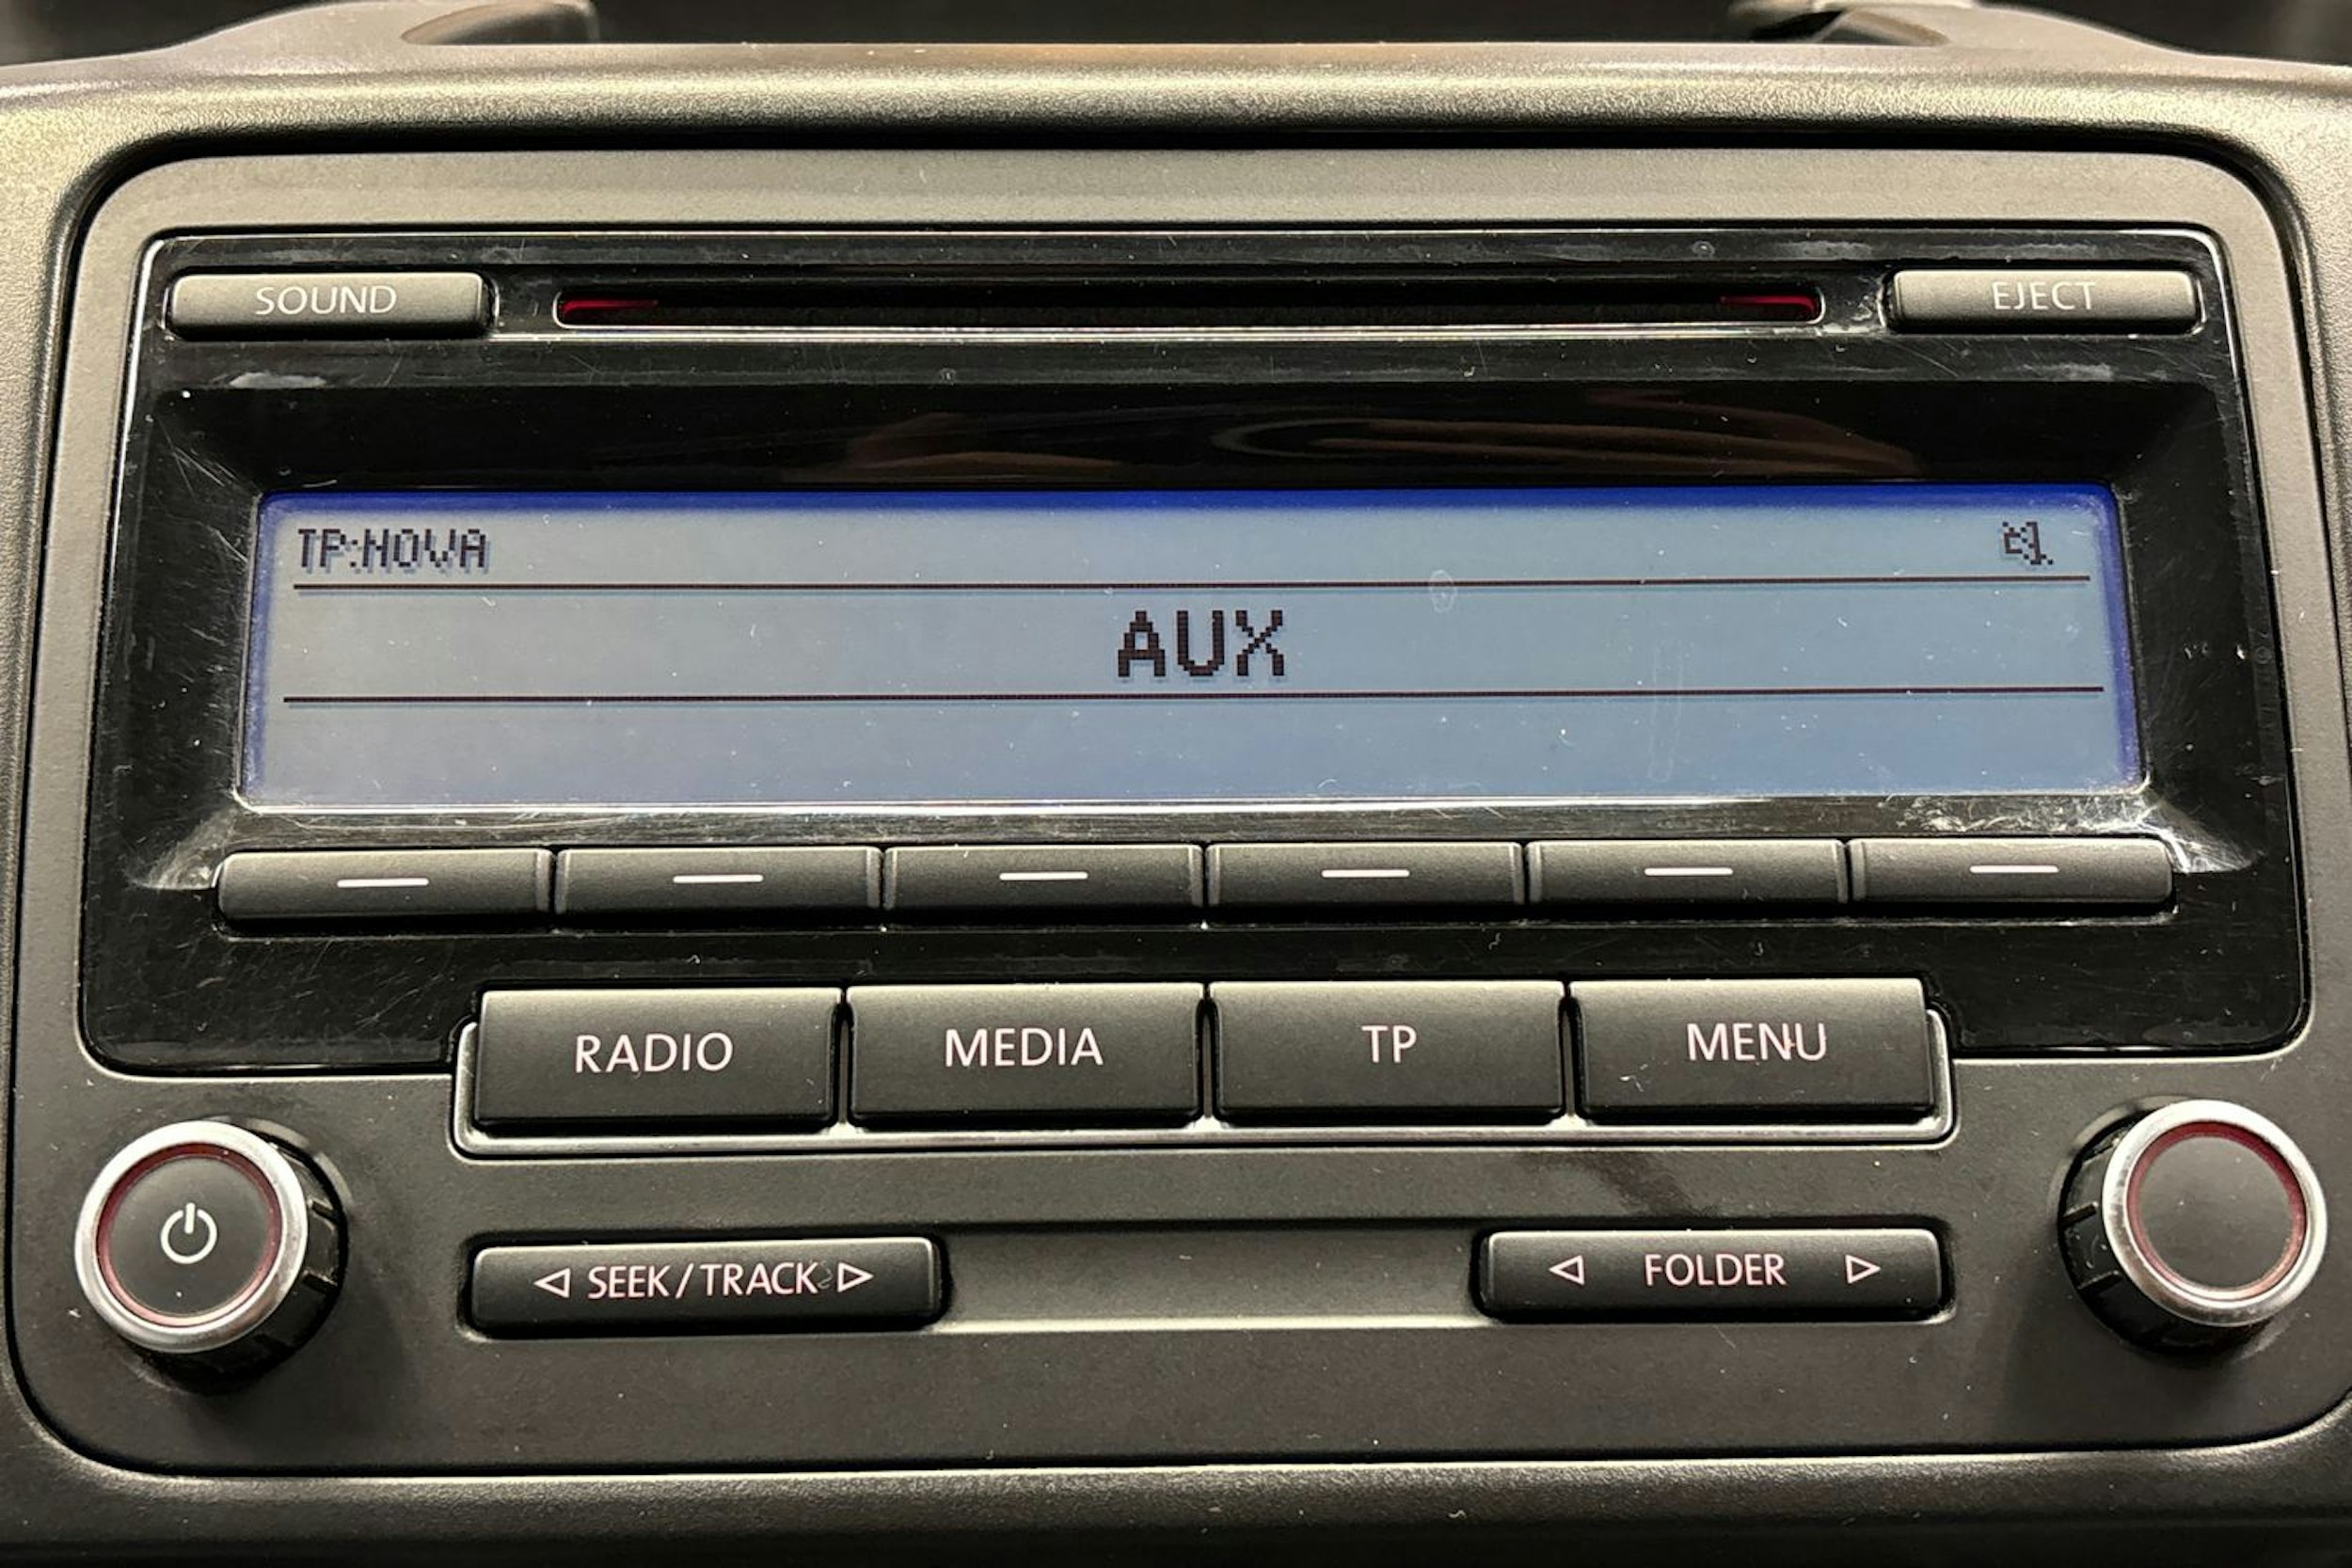 SOUND
EJECT
TP:NOVA
AUX
RADIO
MEDIA
TP
MENU
SEEK/TRACK
FOLDER